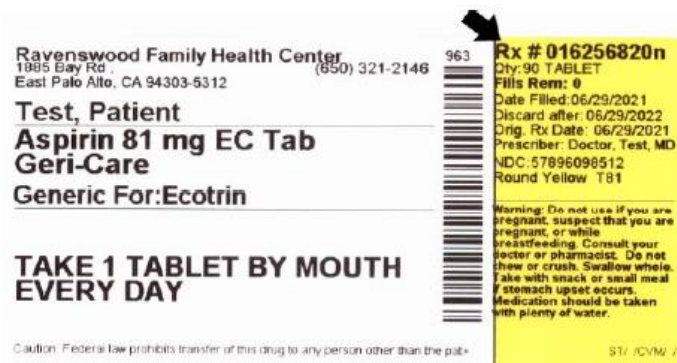 Ravenswood Family Health Center
1885 Bay Rd , (650) 321-2146
East Palo Alto, CA 94303-5312
Test, Patient
Aspirin 81 mg EC Tab
Geri-Care
Generic For:Ecotrin
TAKE 1 TABLET BY MOUTH
EVERY DAY
Caution: Federal law prohibits transfer of this drug to any person other than the pat
963
Rx # 016256820n
Qty:90 TABLET
Fills Rem: 0
Date Filled:06/29/2021
Discard after:06/29/2022
Orig. Rx Date: 06/29/2021
Prescriber: Doctor, Test, MD
NDC:57896098512
Round Yellow T81
Warning: Do not use if you are
pregnant, suspect that you are
pregnant, or while
breastfeeding. Consult your
doctor or pharmacist. Do not
chew or crush. Swallow whole.
Take with snack or small meal
if stomach upset occurs.
Medication should be taken
with plenty of water.
ST/ /CVM/ /